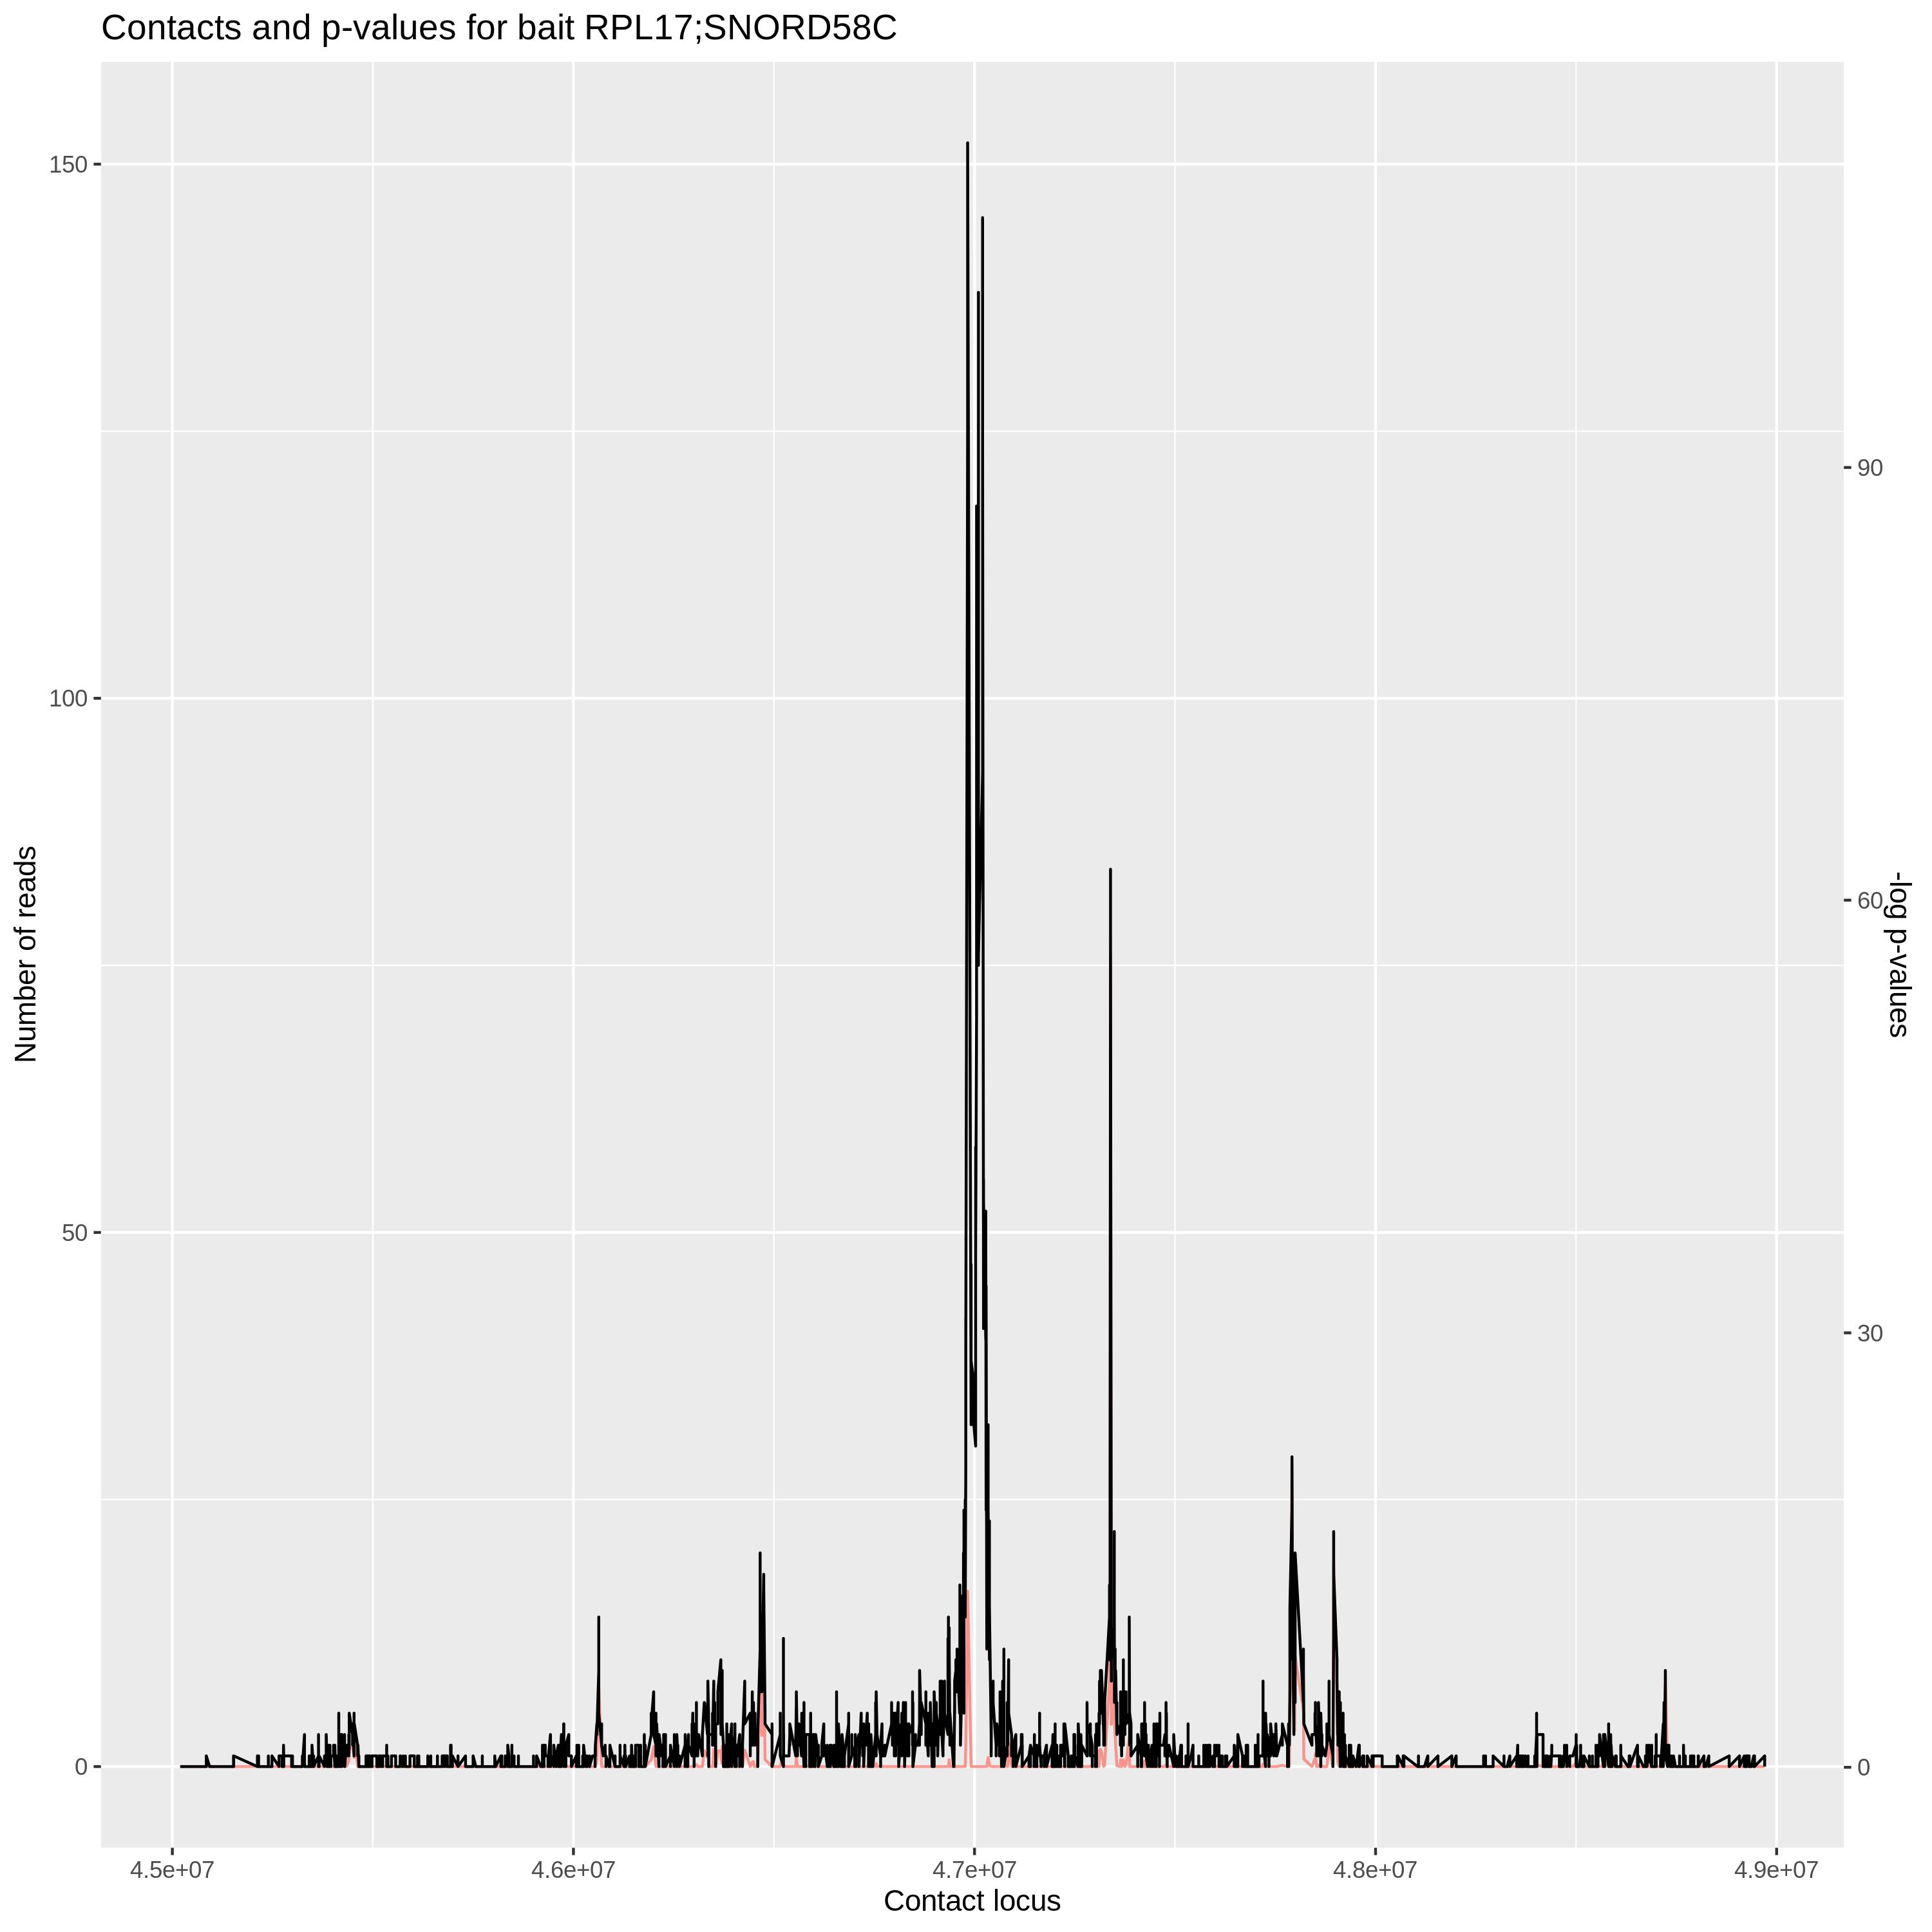 Contacts and p-values for bait RPL17;SNORD58C
150
100
50
0
Number of reads
90
60
30
0
-log p-values
4.5e+07
4.6e+07
4.7e+07
4.8e+07
4.9e+07
Contact locus